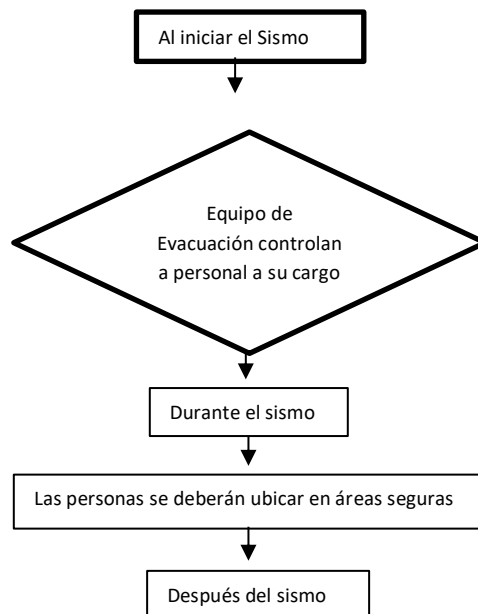 Al iniciar el Sismo
Equipo de
Evacuación controlan
a personal a su cargo
Durante el sismo
Las personas se deberán ubicar en áreas seguras
Después del sismo